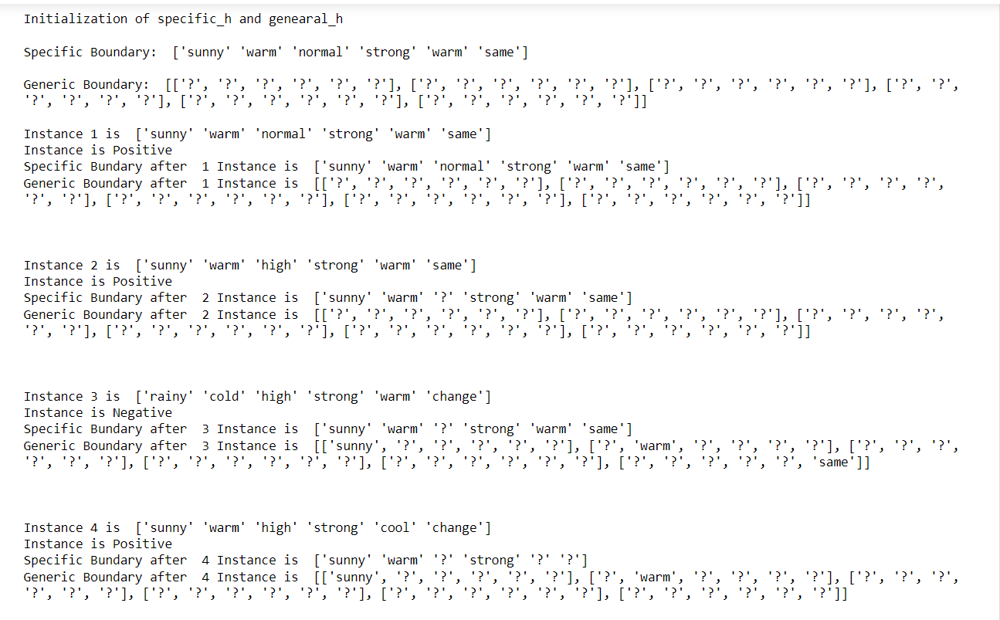 Initialization of specific_h and genearal_h
Specific Boundary:  ['sunny' 'warm' 'normal' 'strong' 'warm' 'same']
Generic Boundary:  [['?', '?', '?', '?', '?', '?'], ['?', '?', '?', '?', '?', '?'], ['?', '?', '?', '?', '?', '?'], ['?', '?',
'?', '?', '?', '?'], ['?', '?', '?', '?', '?', '?'], ['?', '?', '?', '?', '?', '?']]
Instance 1 is  ['sunny' 'warm' 'normal' 'strong' 'warm' 'same']
Instance is Positive
Specific Bundary after  1 Instance is  ['sunny' 'warm' 'normal' 'strong' 'warm' 'same']
Generic Boundary after  1 Instance is  [['?', '?', '?', '?', '?', '?'], ['?', '?', '?', '?', '?', '?'], ['?', '?', '?', '?',
'?', '?'], ['?', '?', '?', '?', '?', '?'], ['?', '?', '?', '?', '?', '?'], ['?', '?', '?', '?', '?', '?']]
Instance 2 is  ['sunny' 'warm' 'high' 'strong' 'warm' 'same']
Instance is Positive
Specific Bundary after  2 Instance is  ['sunny' 'warm' '?' 'strong' 'warm' 'same']
Generic Boundary after  2 Instance is  [['?', '?', '?', '?', '?', '?'], ['?', '?', '?', '?', '?', '?'], ['?', '?', '?', '?',
'?', '?'], ['?', '?', '?', '?', '?', '?'], ['?', '?', '?', '?', '?', '?'], ['?', '?', '?', '?', '?', '?']]
Instance 3 is  ['rainy' 'cold' 'high' 'strong' 'warm' 'change']
Instance is Negative
Specific Bundary after  3 Instance is  ['sunny' 'warm' '?' 'strong' 'warm' 'same']
Generic Boundary after  3 Instance is  [['sunny', '?', '?', '?', '?', '?'], ['?', 'warm', '?', '?', '?', '?'], ['?', '?', '?',
'?', '?', '?'], ['?', '?', '?', '?', '?', '?'], ['?', '?', '?', '?', '?', '?'], ['?', '?', '?', '?', '?', 'same']]
Instance 4 is  ['sunny' 'warm' 'high' 'strong' 'cool' 'change']
Instance is Positive
Specific Bundary after  4 Instance is  ['sunny' 'warm' '?' 'strong' '?' '?']
Generic Boundary after  4 Instance is  [['sunny', '?', '?', '?', '?', '?'], ['?', 'warm', '?', '?', '?', '?'], ['?', '?', '?',
'?', '?', '?'], ['?', '?', '?', '?', '?', '?'], ['?', '?', '?', '?', '?', '?'], ['?', '?', '?', '?', '?', '?']]